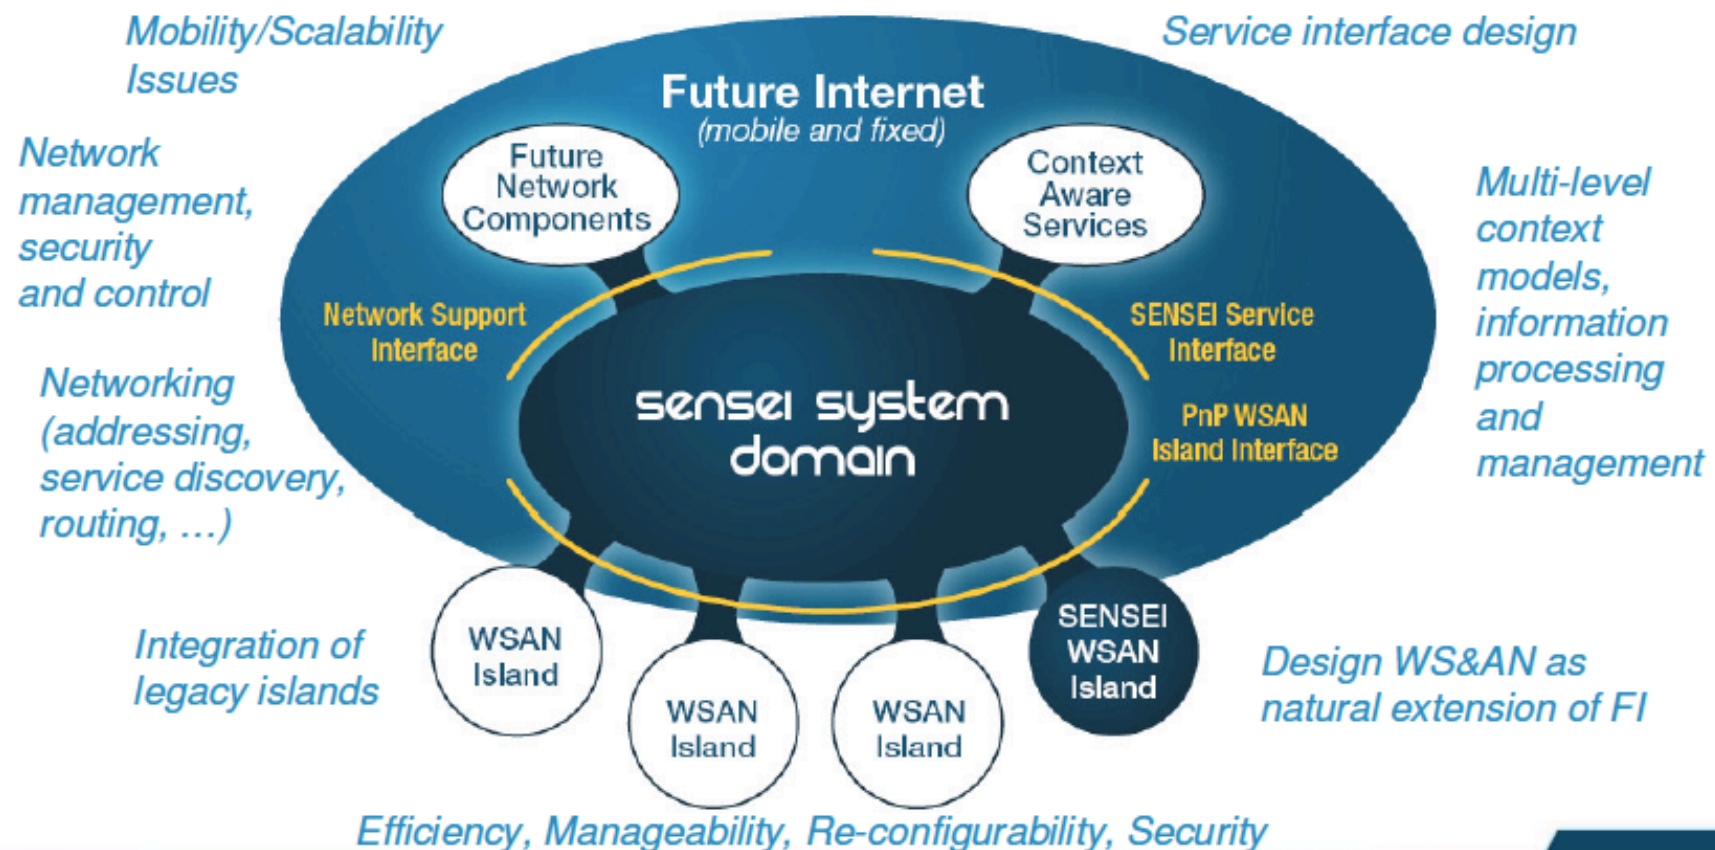 Mobility/Scalability
Issues
Service interface design
Future Internet
(mobile and fixed)
Network
management,
security
and control
Future
Network
Components
Context
Aware
Services
Multi-level
context
models,
information
processing
and
management
Network Support
Interface
SENSEI Service
Interface
Networking
(addressing,
service discovery,
routing, …)
sensei system
domain
PnP WSAN
Island Interface
Integration of
legacy islands
WSAN
Island
WSAN
Island
WSAN
Island
SENSEI
WSAN
Island
Design WS&AN as
natural extension of FI
Efficiency, Manageability, Re-configurability, Security